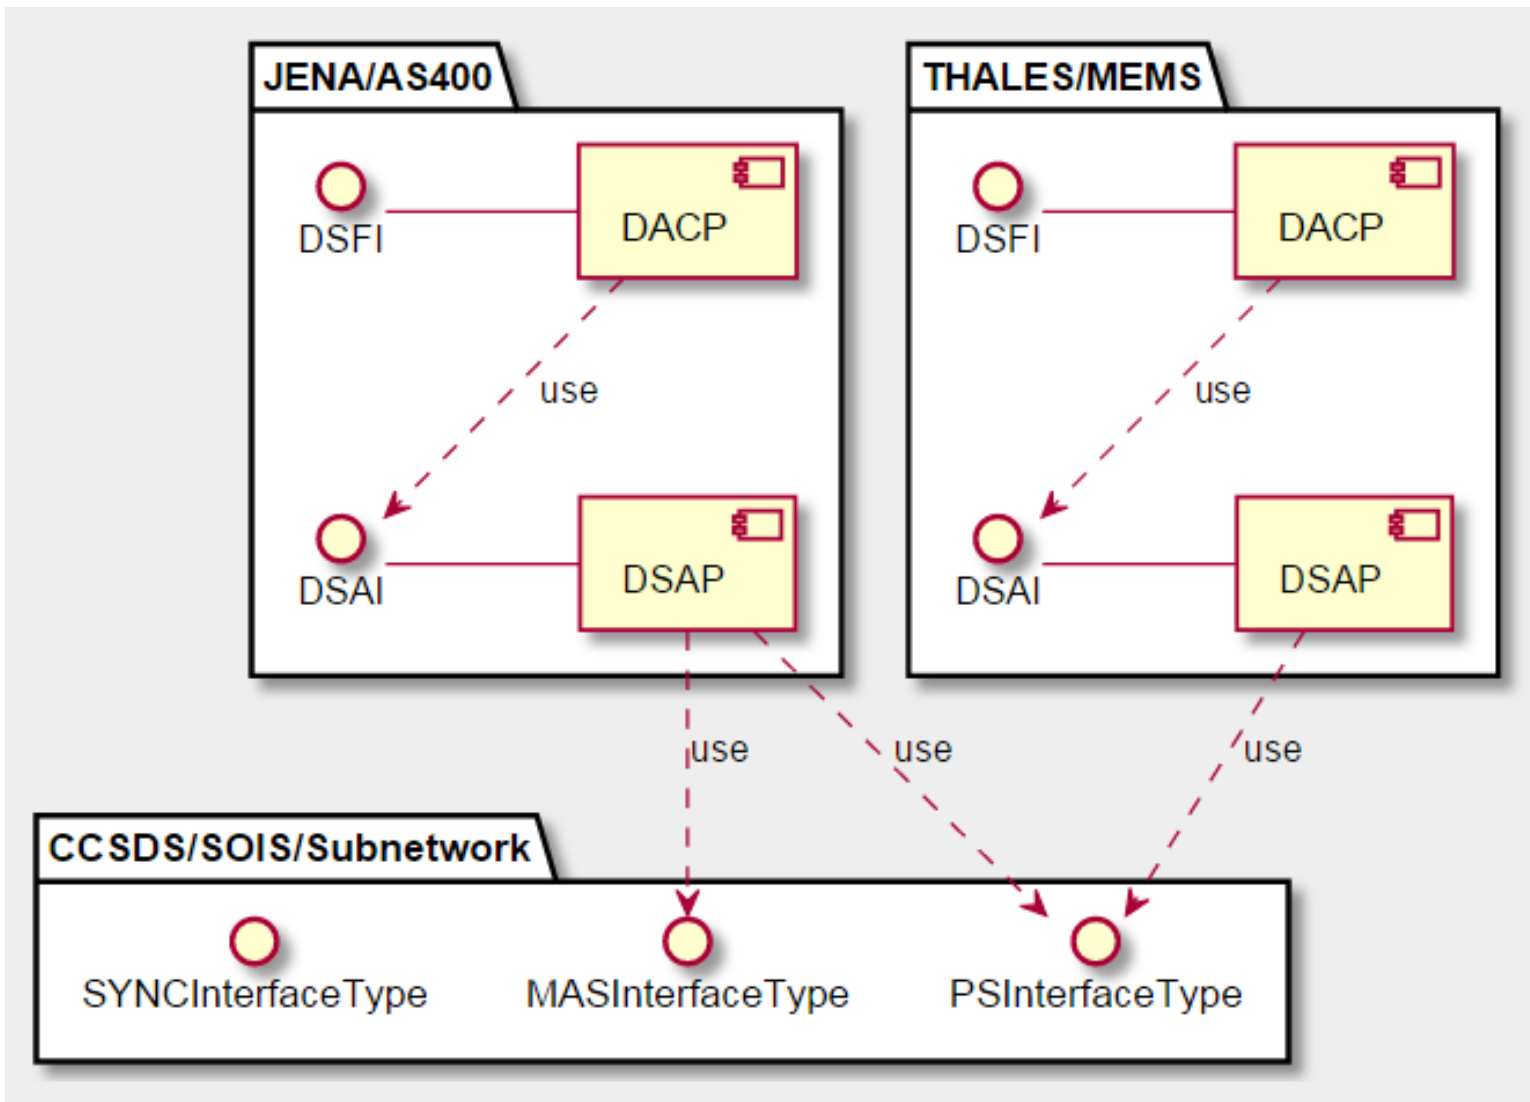 JENA/AS400
THALES/MEMS
DSFI
DACP
DSFI
DACP
use
use
DSAI
DSAP
DSAI
DSAP
use
use
use
CCSDS/SOIS/Subnetwork
SYNCInterfaceType
MASInterfaceType
PSInterfaceType